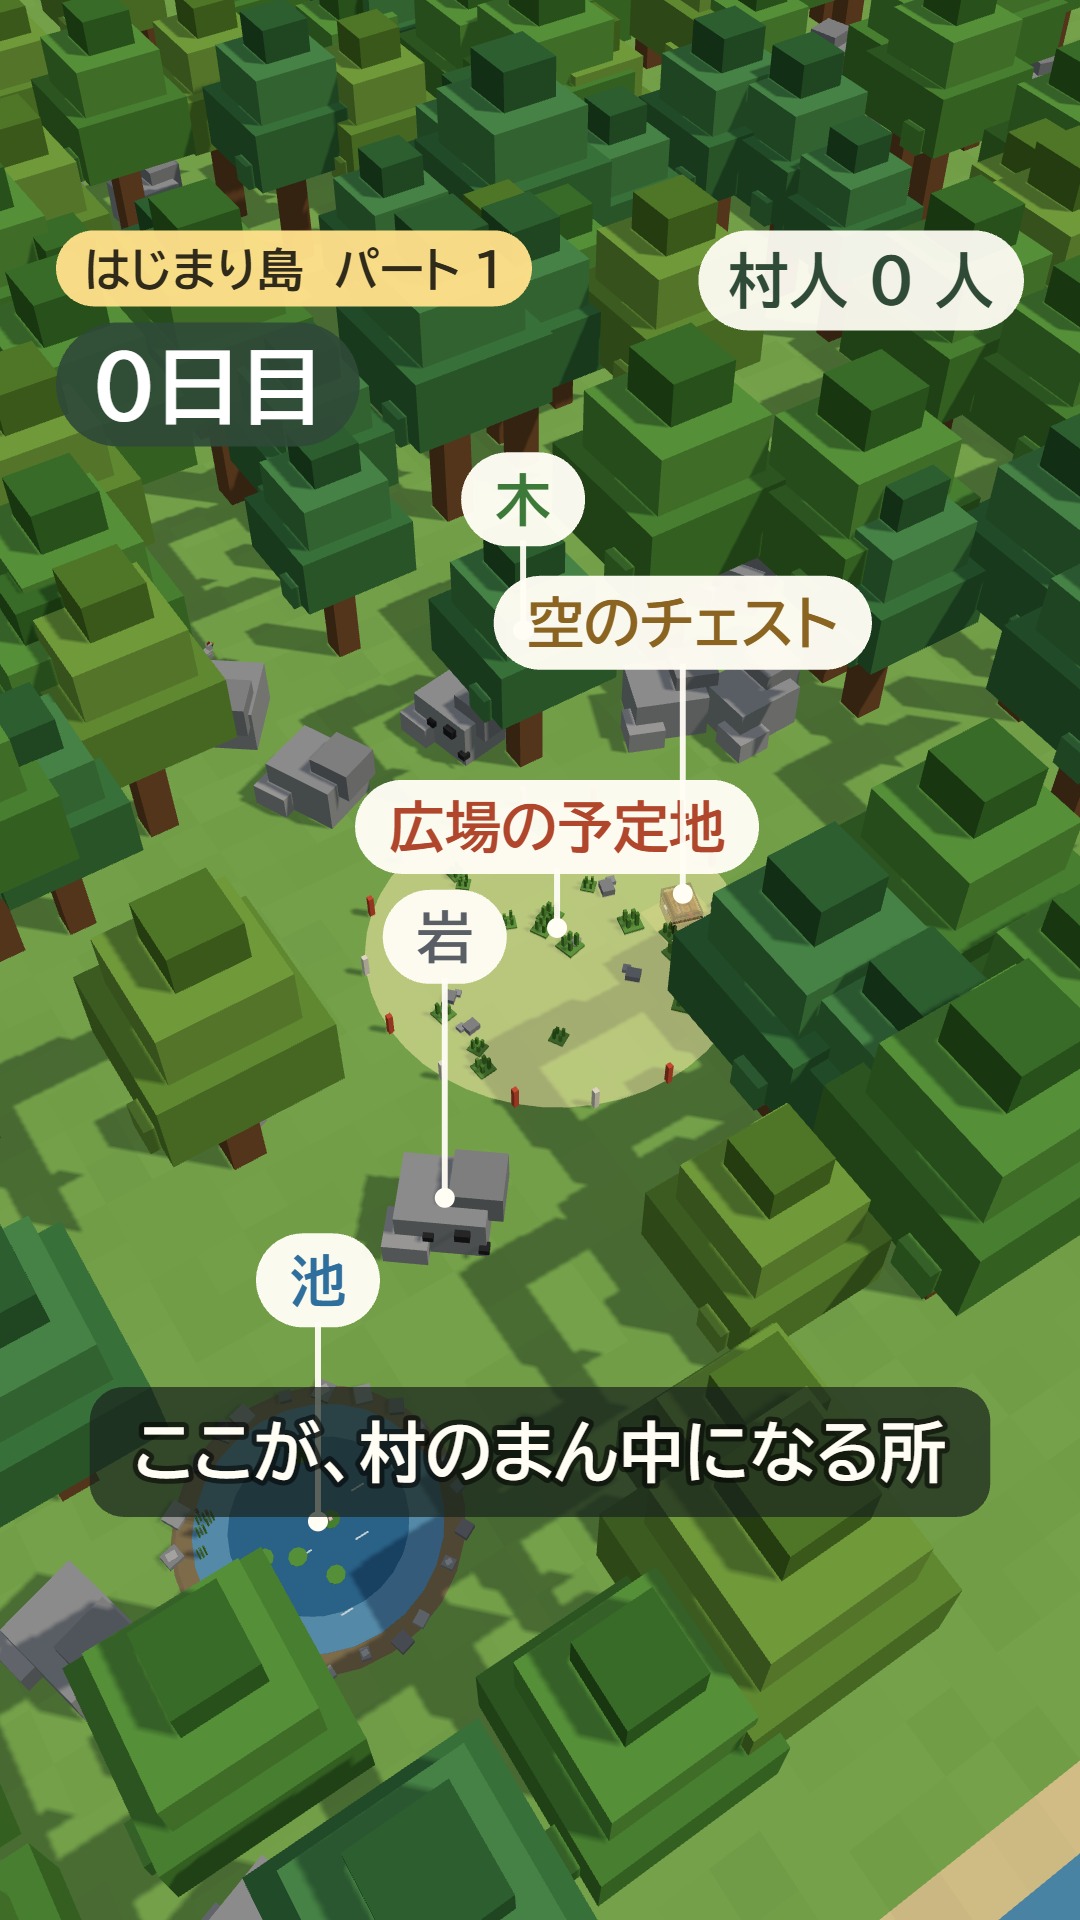 はじまり島 パート 1
村人 0 人
0日目
木
空のチェスト
広場の予定地
岩
池
ここが、村のまん中になる所